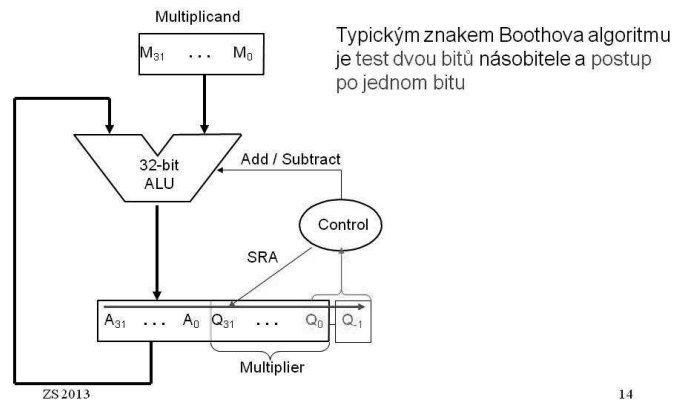 Multiplicand
M31 . . . M0
Typickým znakem Boothova algoritmu
je test dvou bitů násobitele a postup
po jednom bitu
32-bit
ALU
Add / Subtract
Control
SRA
A31 . . . A0 Q31 . . . Q0 Q-1
Multiplier
ZS 2013
14